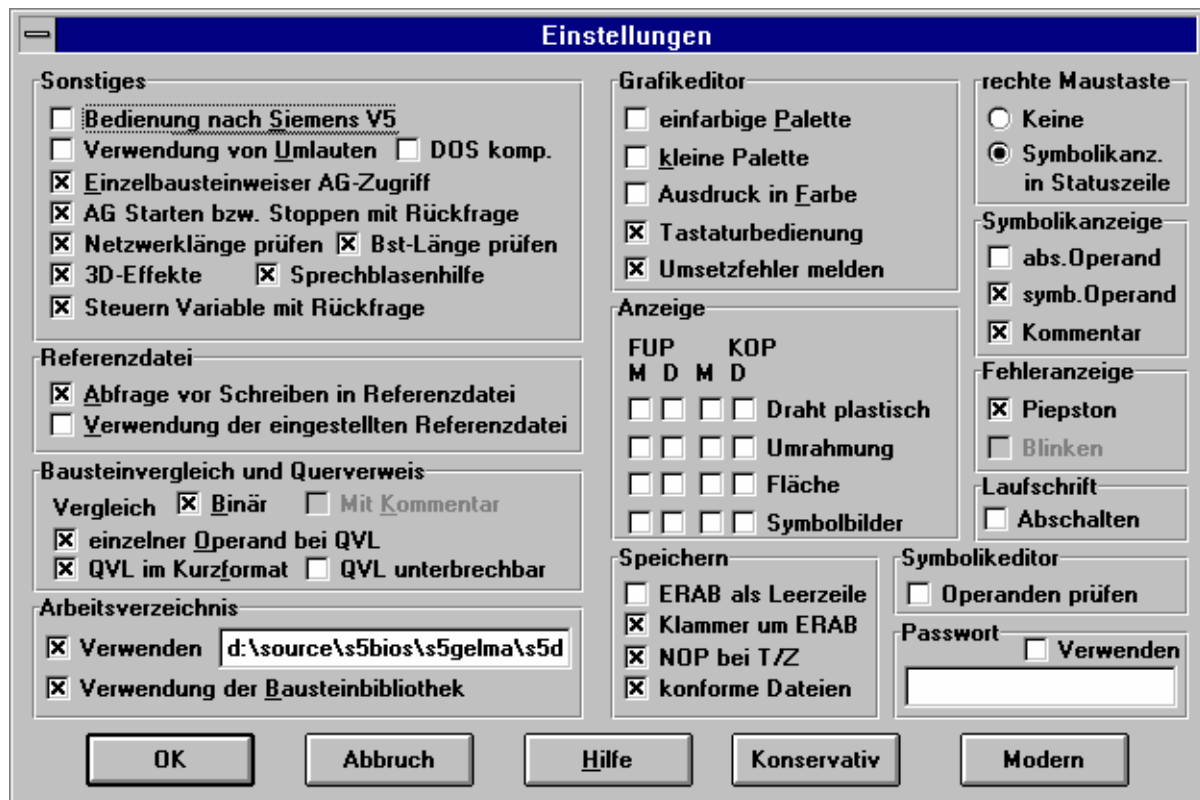 Einstellungen
Sonstiges
Bedienung nach Siemens V5
Verwendung von Umlauten DOS komp.
Einzelbausteinweiser AG-Zugriff
AG Starten bzw. Stoppen mit Rückfrage
Netzwerklänge prüfen Bst-Länge prüfen
3D-Effekte Sprechblasenhilfe
Steuern Variable mit Rückfrage
Referenzdatei
Abfrage vor Schreiben in Referenzdatei
Verwendung der eingestellten Referenzdatei
Bausteinvergleich und Querverweis
Vergleich Binär Mit Kommentar
einzelner Operand bei QVL
QVL im Kurzformat QVL unterbrechbar
Arbeitsverzeichnis
Verwenden d:\source\s5bios\s5gelma\s5d
Verwendung der Bausteinbibliothek
Grafikeditor
einfarbige Palette
kleine Palette
Ausdruck in Farbe
Tastaturbedienung
Umsetzfehler melden
Anzeige
FUP KOP
M D M D
Draht plastisch
Umrahmung
Fläche
Symbolbilder
Speichern
ERAB als Leerzeile
Klammer um ERAB
NOP bei T/Z
konforme Dateien
rechte Maustaste
Keine
Symbolikanz.
in Statuszeile
Symbolikanzeige
abs.Operand
symb.Operand
Kommentar
Fehleranzeige
Piepston
Blinken
Laufschrift
Abschalten
Symbolikeditor
Operanden prüfen
Passwort
Verwenden
OK Abbruch Hilfe Konservativ Modern